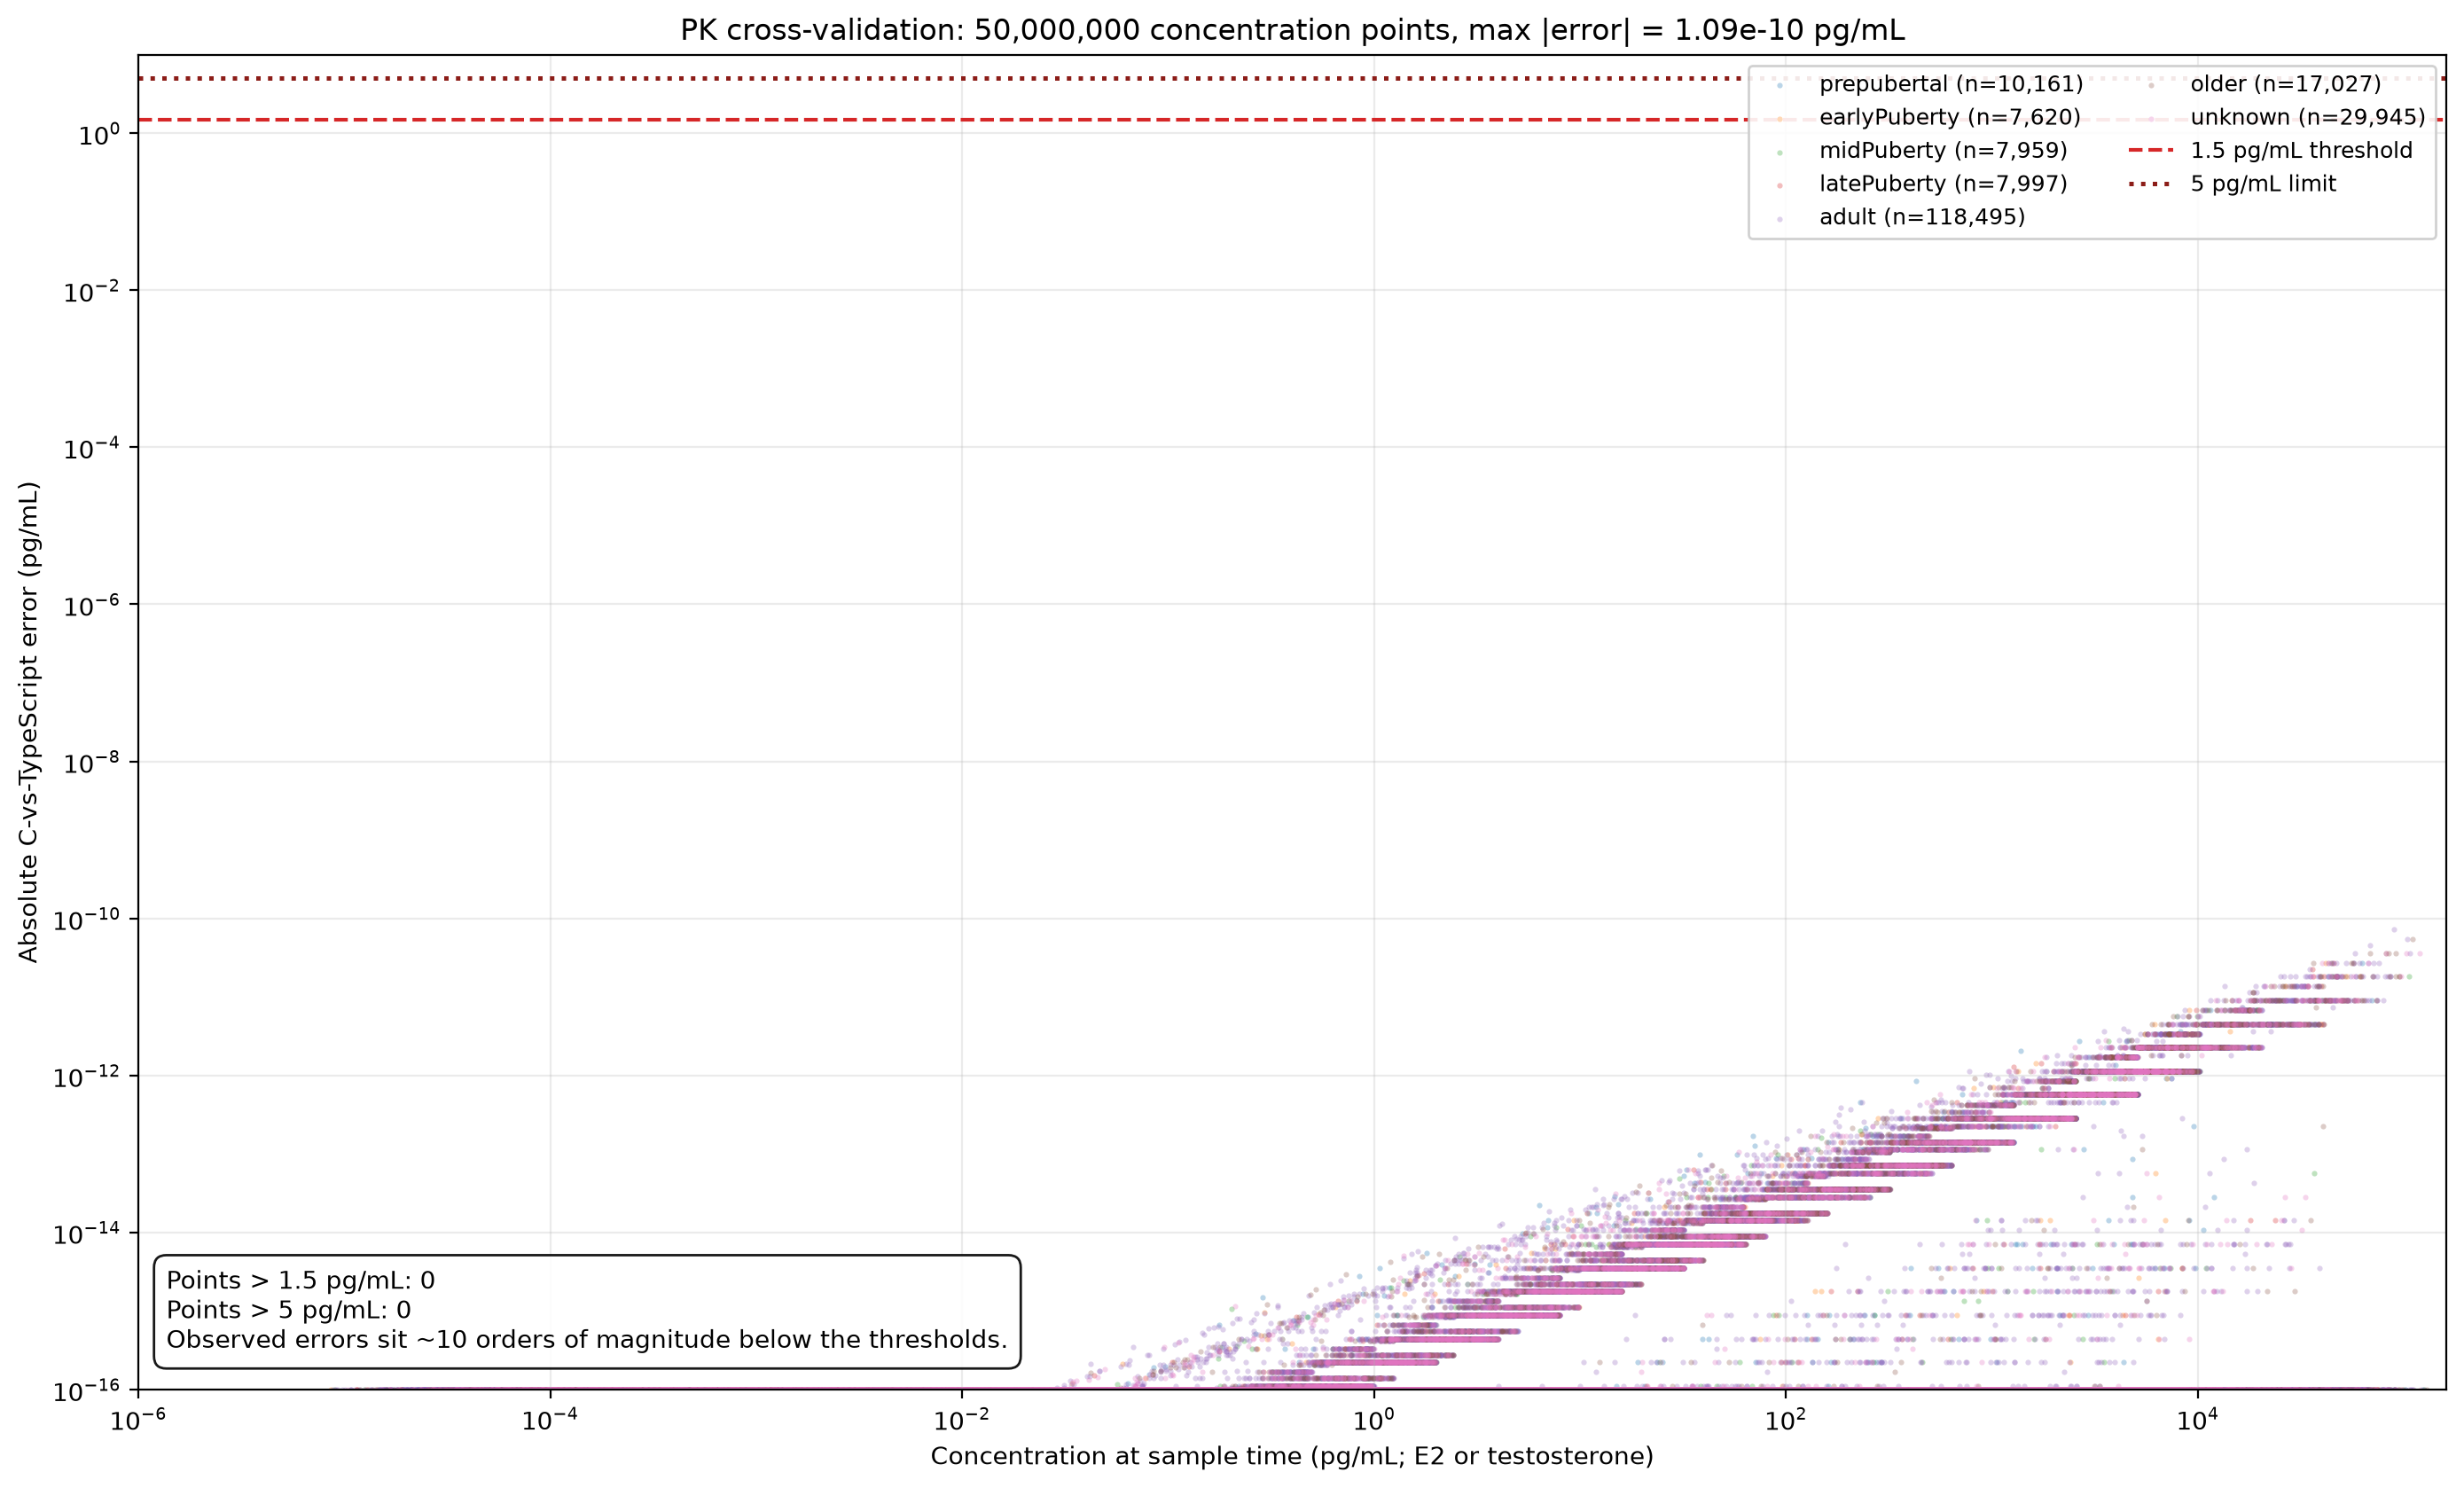 PK cross-validation: 50,000,000 concentration points, max |error| = 1.09e-10 pg/mL
prepubertal (n=10,161)
earlyPuberty (n=7,620)
midPuberty (n=7,959)
latePuberty (n=7,997)
adult (n=118,495)
older (n=17,027)
unknown (n=29,945)
1.5 pg/mL threshold
5 pg/mL limit
Absolute C-vs-TypeScript error (pg/mL)
10⁰
10⁻²
10⁻⁴
10⁻⁶
10⁻⁸
10⁻¹⁰
10⁻¹²
10⁻¹⁴
10⁻¹⁶
Points > 1.5 pg/mL: 0
Points > 5 pg/mL: 0
Observed errors sit ~10 orders of magnitude below the thresholds.
10⁻⁶
10⁻⁴
10⁻²
10⁰
10²
10⁴
Concentration at sample time (pg/mL; E2 or testosterone)